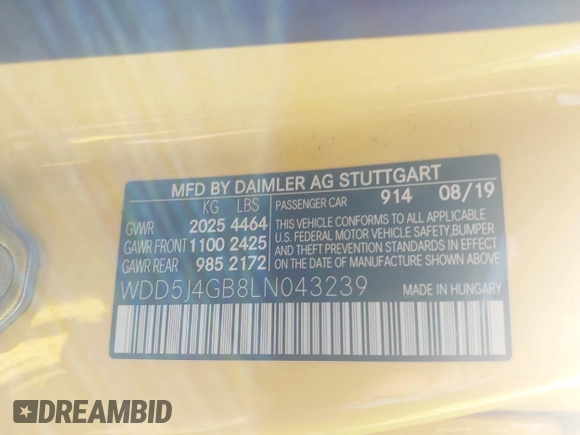 MFD BY DAIMLER AG STUTTGART
KG LBS PASSENGER CAR 914 08/19
GVWR 2025 4464
GAWR FRONT 1100 2425
GAWR REAR 985 2172
THIS VEHICLE CONFORMS TO ALL APPLICABLE
U.S. FEDERAL MOTOR VEHICLE SAFETY, BUMPER
AND THEFT PREVENTION STANDARDS IN EFFECT
ON THE DATE OF MANUFACTURE SHOWN ABOVE
WDD5J4GB8LN043239 MADE IN HUNGARY
DREAMBID